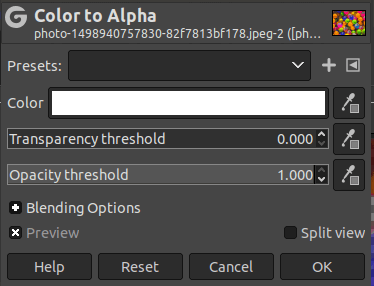 Color to Alpha
photo-1498940757830-82f7813bf178.jpeg-2 ([ph…
Presets:
Color
Transparency threshold 0.000
Opacity threshold 1.000
Blending Options
Preview Split view
Help Reset Cancel OK